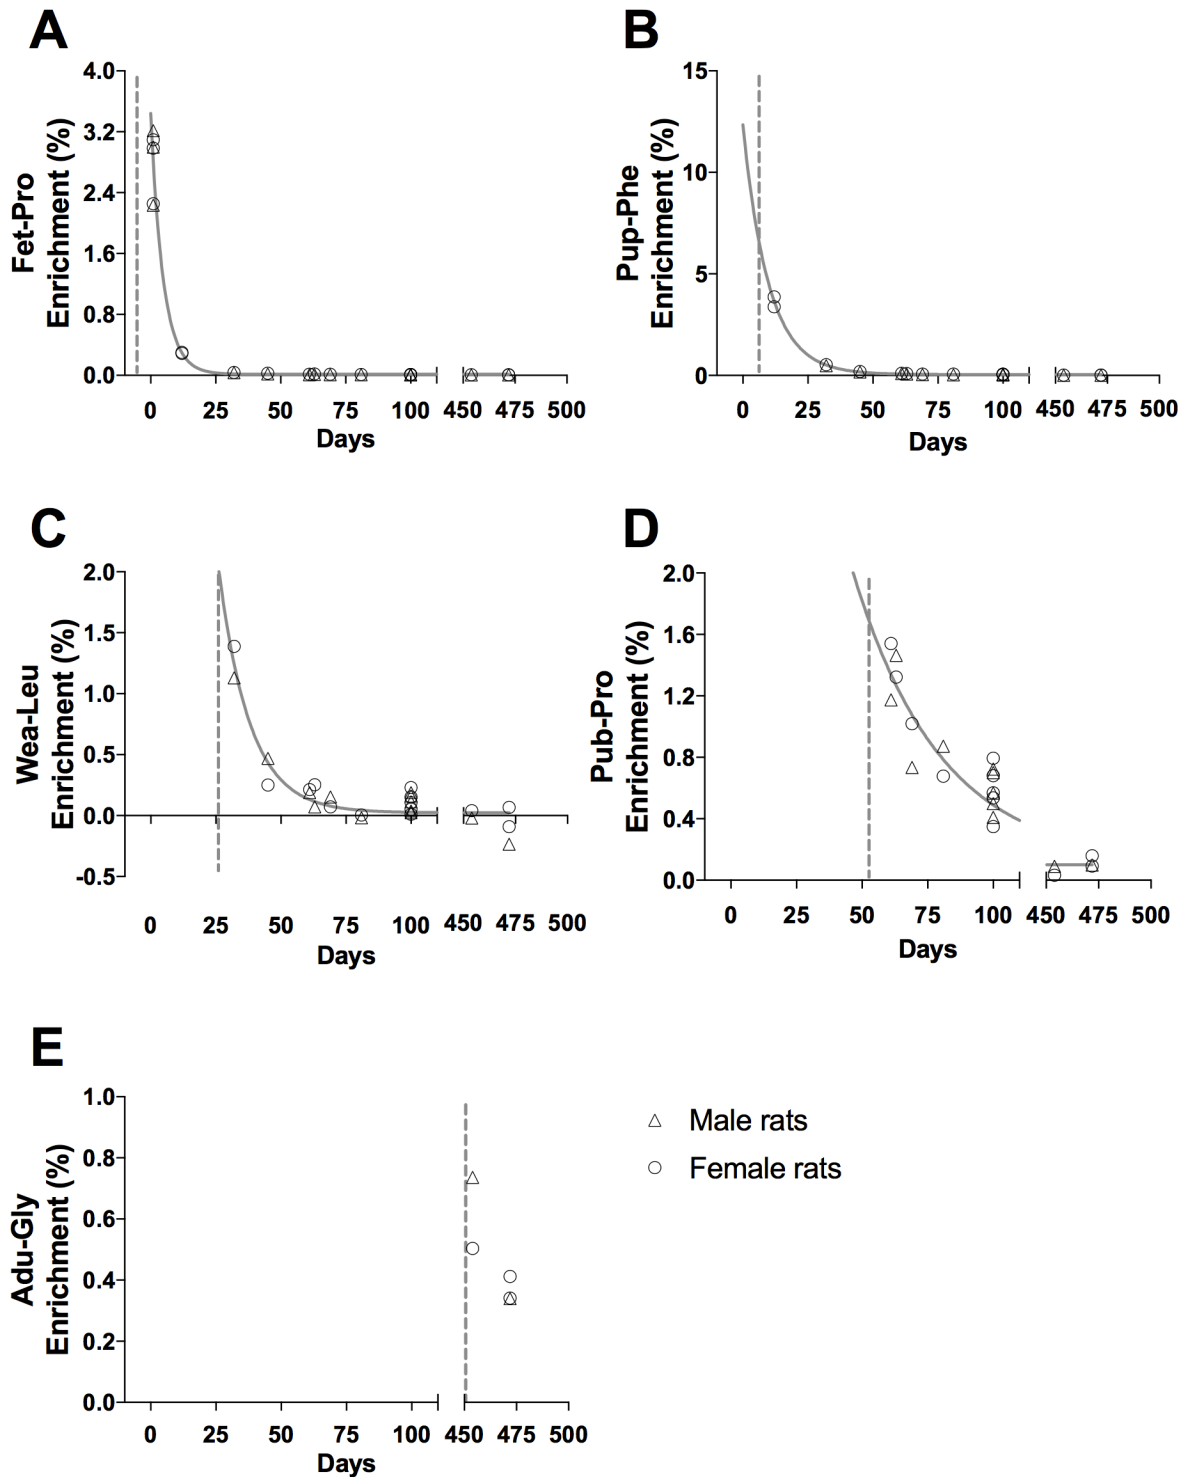 A
Fet-Pro
Enrichment (%)
4.0
3.2
2.4
1.6
0.8
0.0
0 25 50 75 100 450 475 500
Days
B
Pup-Phe
Enrichment (%)
15
10
5
0
0 25 50 75 100 450 475 500
Days
C
Wea-Leu
Enrichment (%)
2.0
1.5
1.0
0.5
0.0
-0.5
0 25 50 75 100 450 475 500
Days
D
Pub-Pro
Enrichment (%)
2.0
1.6
1.2
0.8
0.4
0.0
0 25 50 75 100 450 475 500
Days
E
Adu-Gly
Enrichment (%)
1.0
0.8
0.6
0.4
0.2
0.0
0 25 50 75 100 450 475 500
Days
Male rats
Female rats